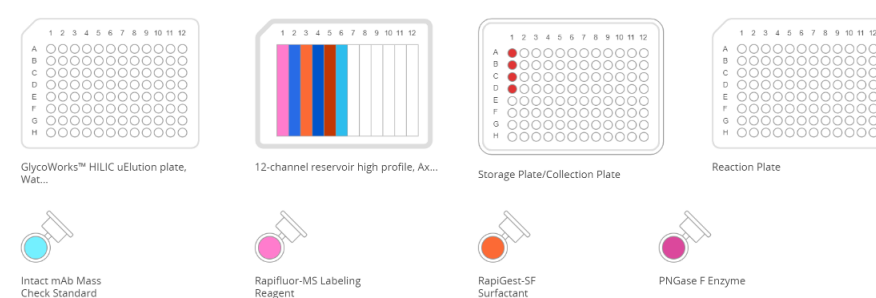 1 2 3 4 5 6 7 8 9 10 11 12
A
B
C
D
E
F
G
H
GlycoWorks™ HILIC uElution plate,
Wat...
1 2 3 4 5 6 7 8 9 10 11 12
12-channel reservoir high profile, Ax...
1 2 3 4 5 6 7 8 9 10 11 12
A
B
C
D
E
F
G
H
Storage Plate/Collection Plate
1 2 3 4 5 6 7 8 9 10 11 12
A
B
C
D
E
F
G
H
Reaction Plate
Intact mAb Mass
Check Standard
Rapifluor-MS Labeling
Reagent
RapiGest-SF
Surfactant
PNGase F Enzyme